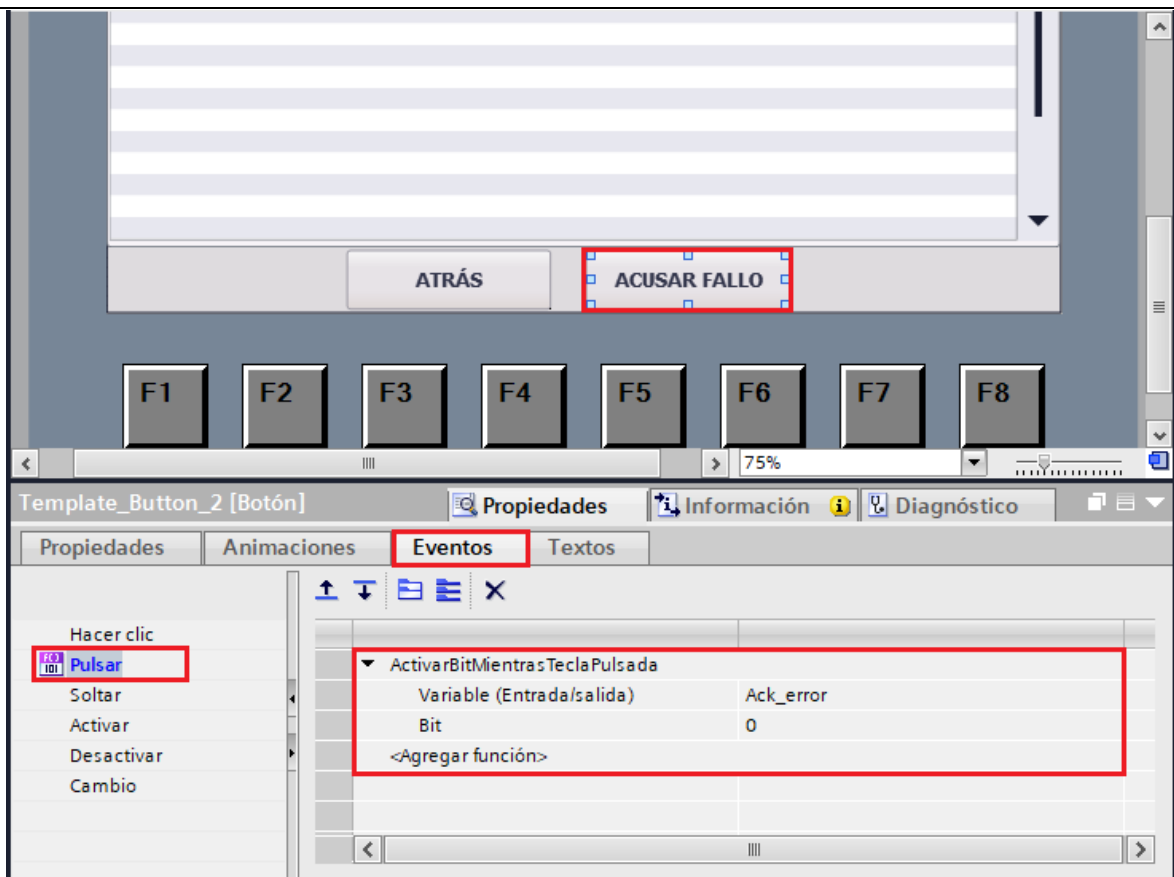 ATRÁS ACUSAR FALLO
F1 F2 F3 F4 F5 F6 F7 F8
75%
Template_Button_2 [Botón] Propiedades Información Diagnóstico
Propiedades Animaciones Eventos Textos
Hacer clic
Pulsar
Soltar
Activar
Desactivar
Cambio
ActivarBitMientrasTeclaPulsada
Variable (Entrada/salida) Ack_error
Bit 0
<Agregar función>